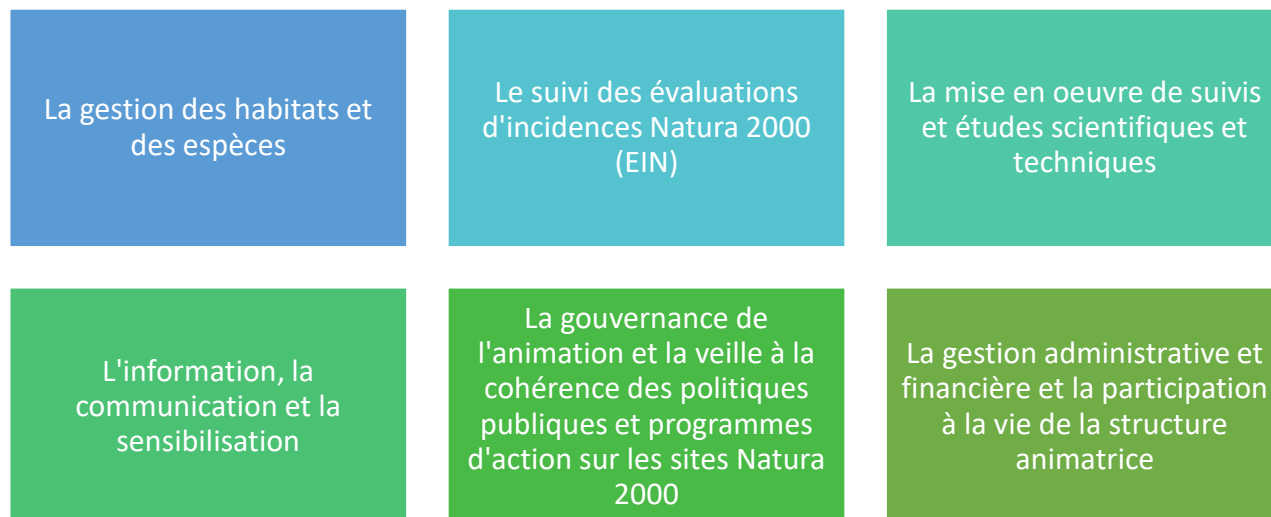 La gestion des habitats et
des espèces
Le suivi des évaluations
d'incidences Natura 2000
(EIN)
La mise en oeuvre de suivis
et études scientifiques et
techniques
L'information, la
communication et la
sensibilisation
La gouvernance de
l'animation et la veille à la
cohérence des politiques
publiques et programmes
d'action sur les sites Natura
2000
La gestion administrative et
financière et la participation
à la vie de la structure
animatrice